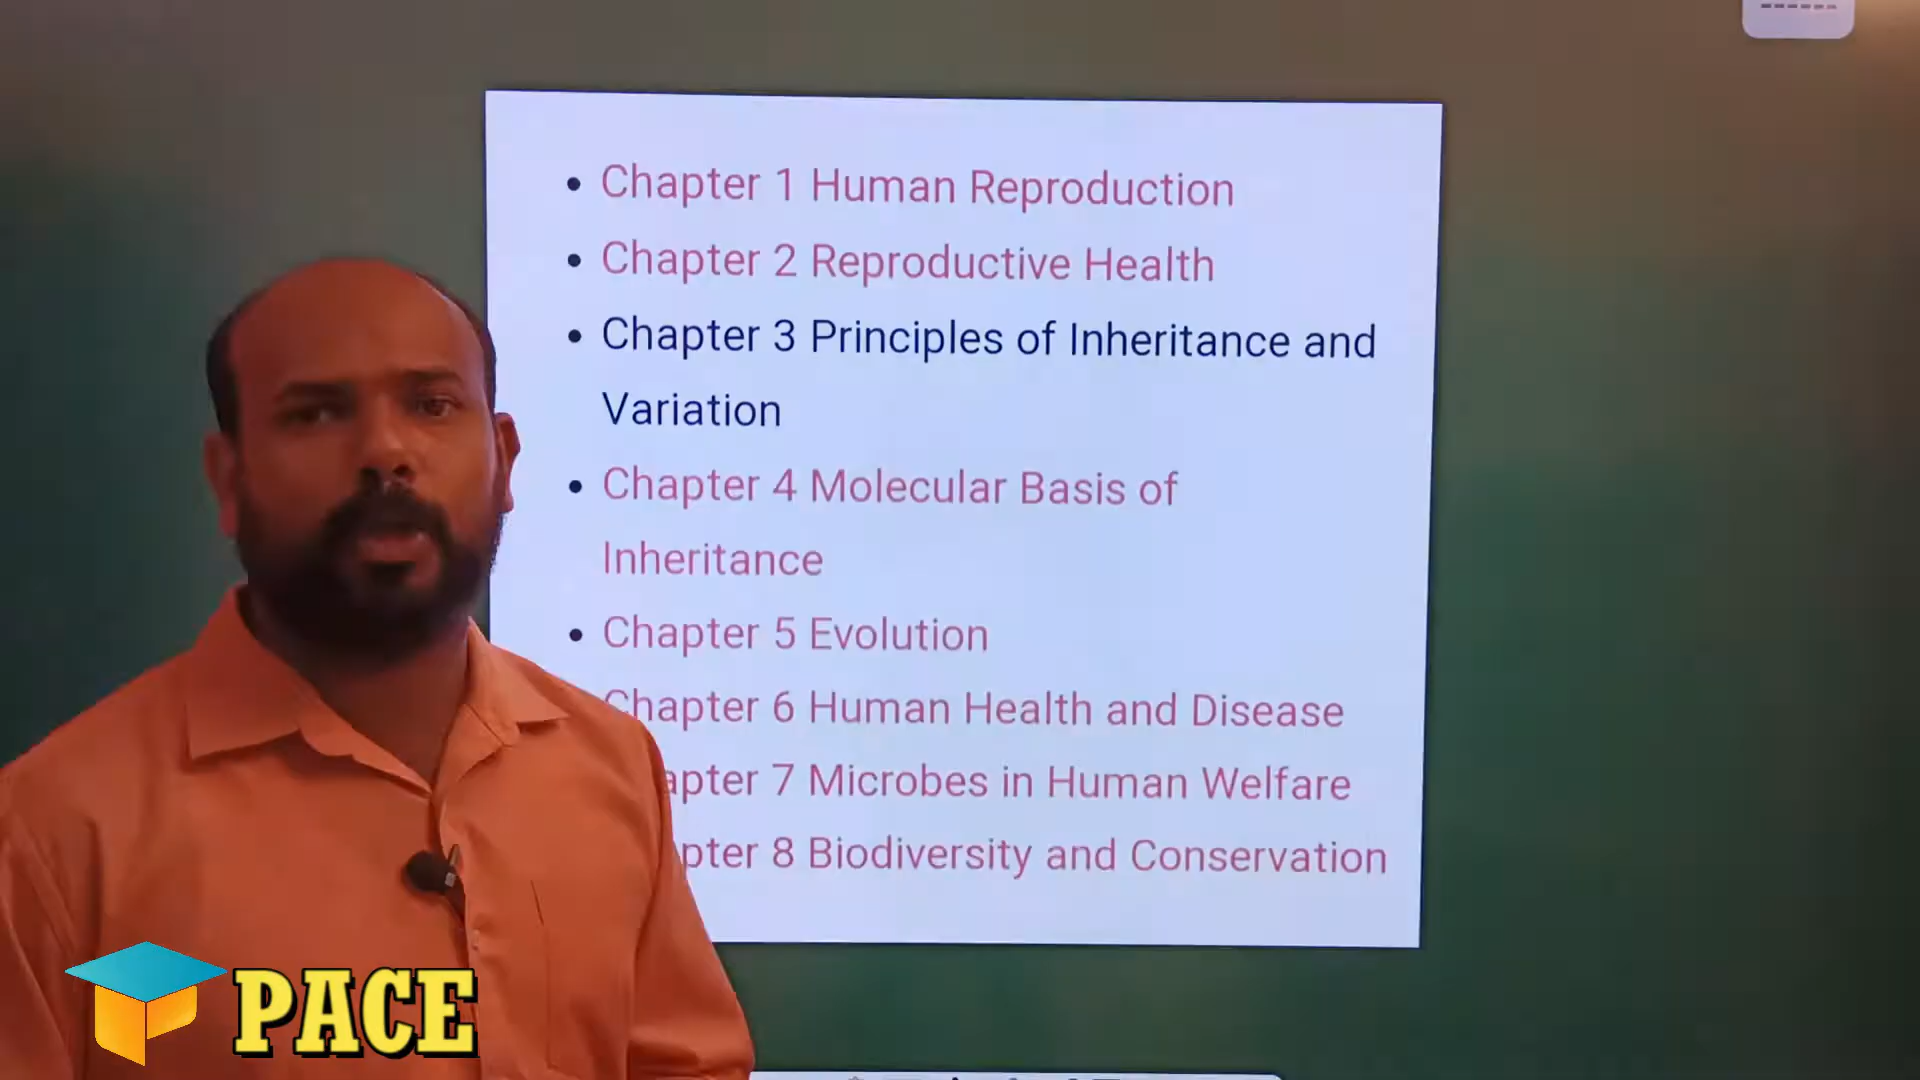 Chapter 1 Human Reproduction
Chapter 2 Reproductive Health
Chapter 3 Principles of Inheritance and
Variation
Chapter 4 Molecular Basis of
Inheritance
Chapter 5 Evolution
Chapter 6 Human Health and Disease
apter 7 Microbes in Human Welfare
pter 8 Biodiversity and Conservation
PACE